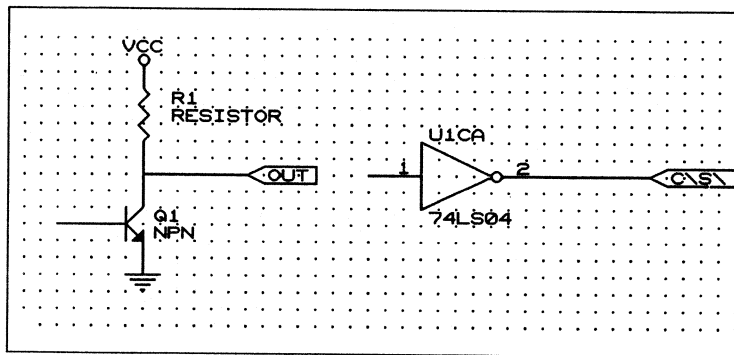 VCC
R1
RESISTOR
OUT
Q1
NPN
U1CA
1
2
74LS04
C\S\